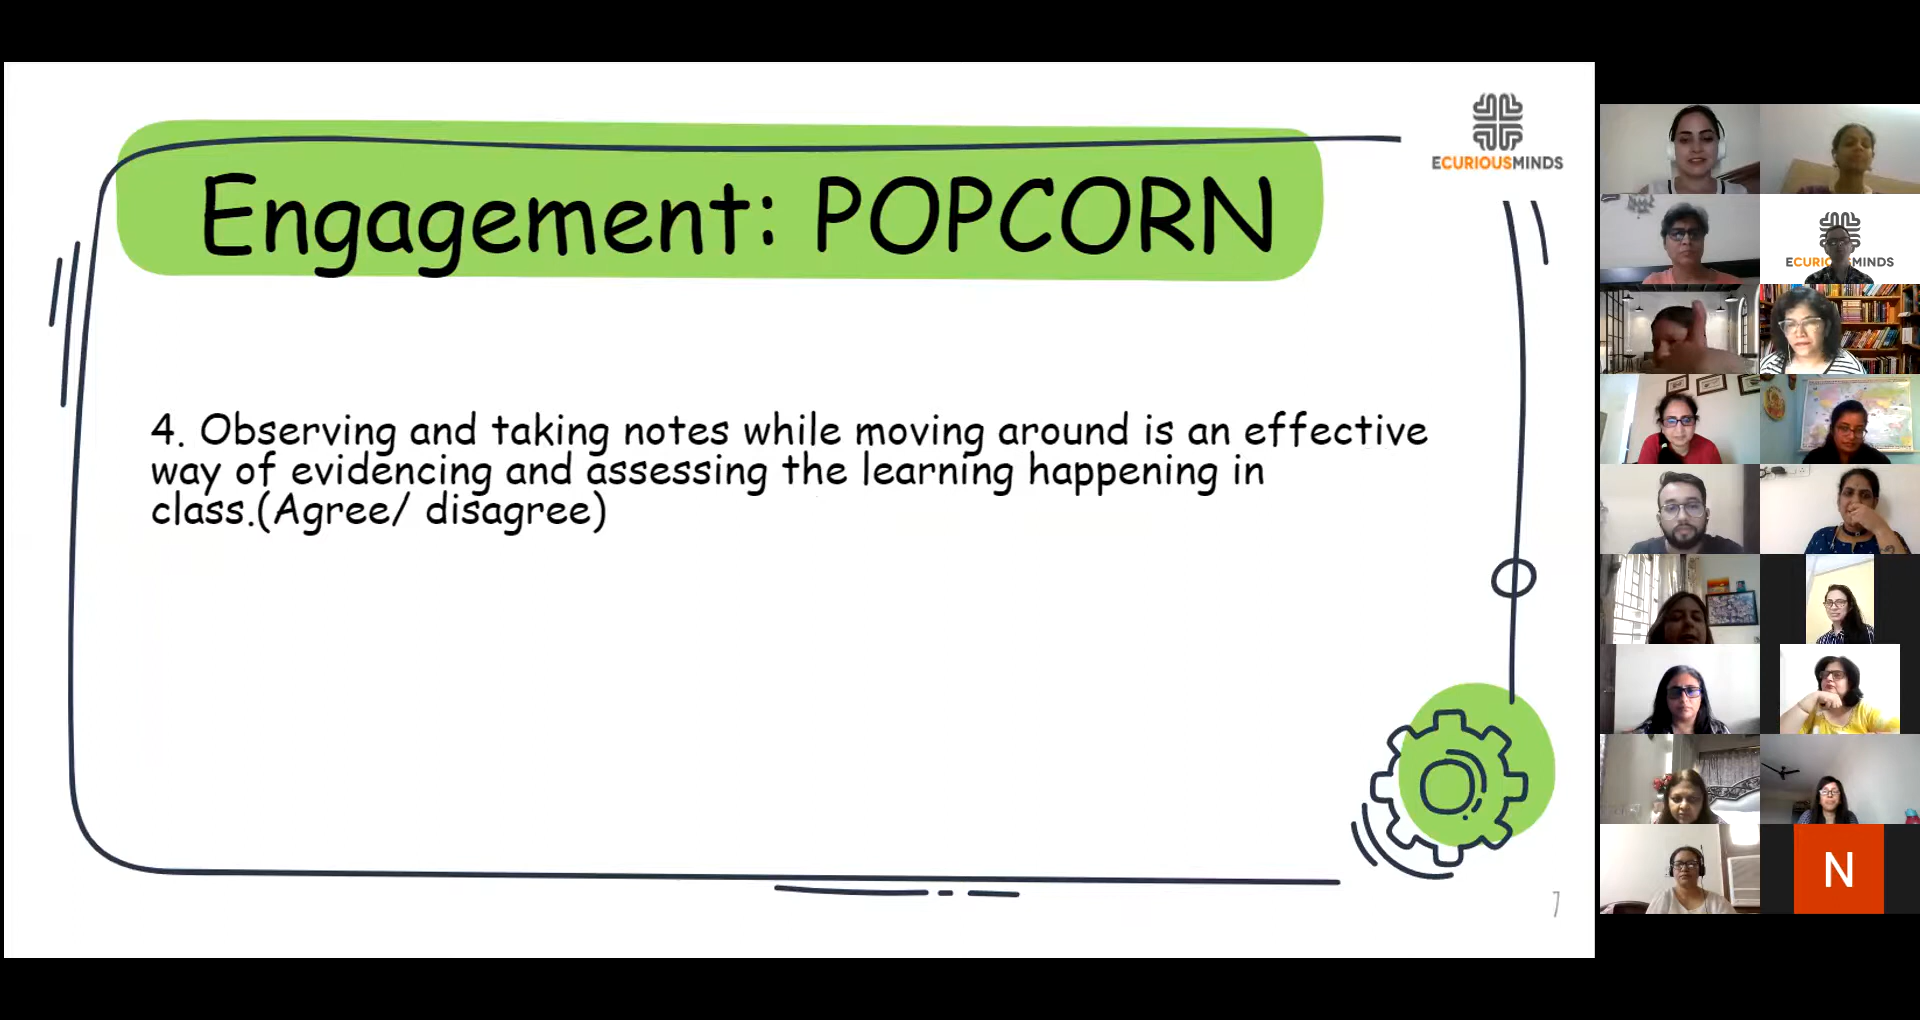 Engagement: POPCORN
ECURIOUSMINDS
4. Observing and taking notes while moving around is an effective
way of evidencing and assessing the learning happening in
class.(Agree/ disagree)
7
ECURIOUSMINDS
N